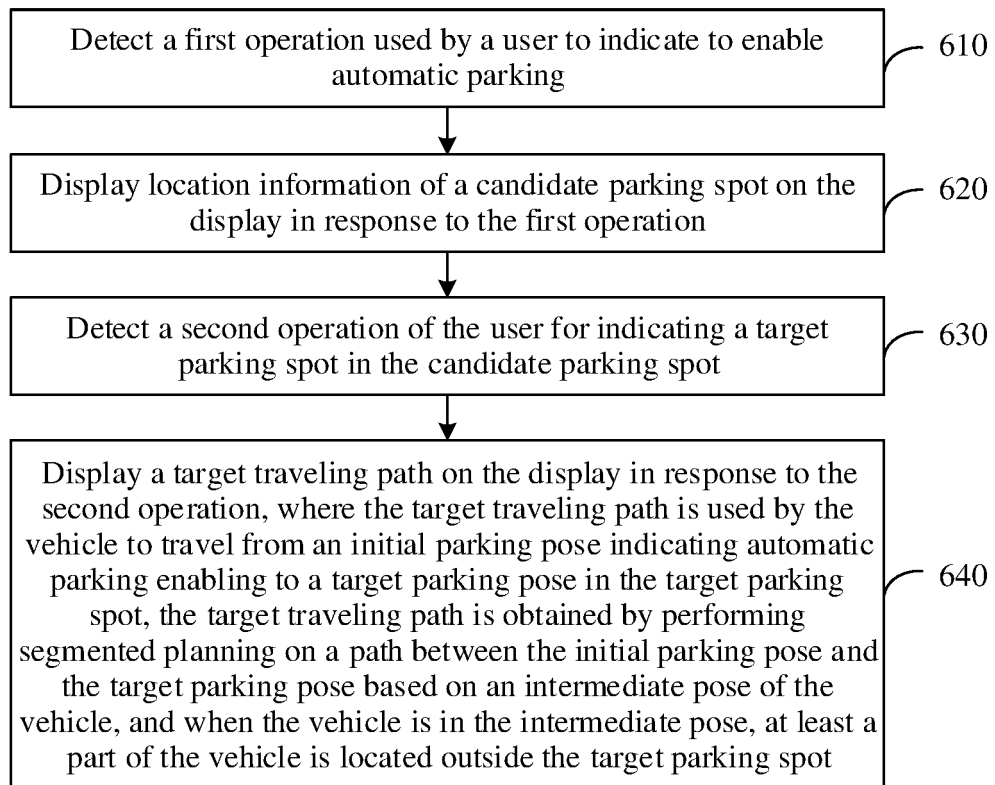 Detect a first operation used by a user to indicate to enable
automatic parking
610
Display location information of a candidate parking spot on the
display in response to the first operation
620
Detect a second operation of the user for indicating a target
parking spot in the candidate parking spot
630
Display a target traveling path on the display in response to the
second operation, where the target traveling path is used by the
vehicle to travel from an initial parking pose indicating automatic
parking enabling to a target parking pose in the target parking
spot, the target traveling path is obtained by performing
segmented planning on a path between the initial parking pose and
the target parking pose based on an intermediate pose of the
vehicle, and when the vehicle is in the intermediate pose, at least a
part of the vehicle is located outside the target parking spot
640